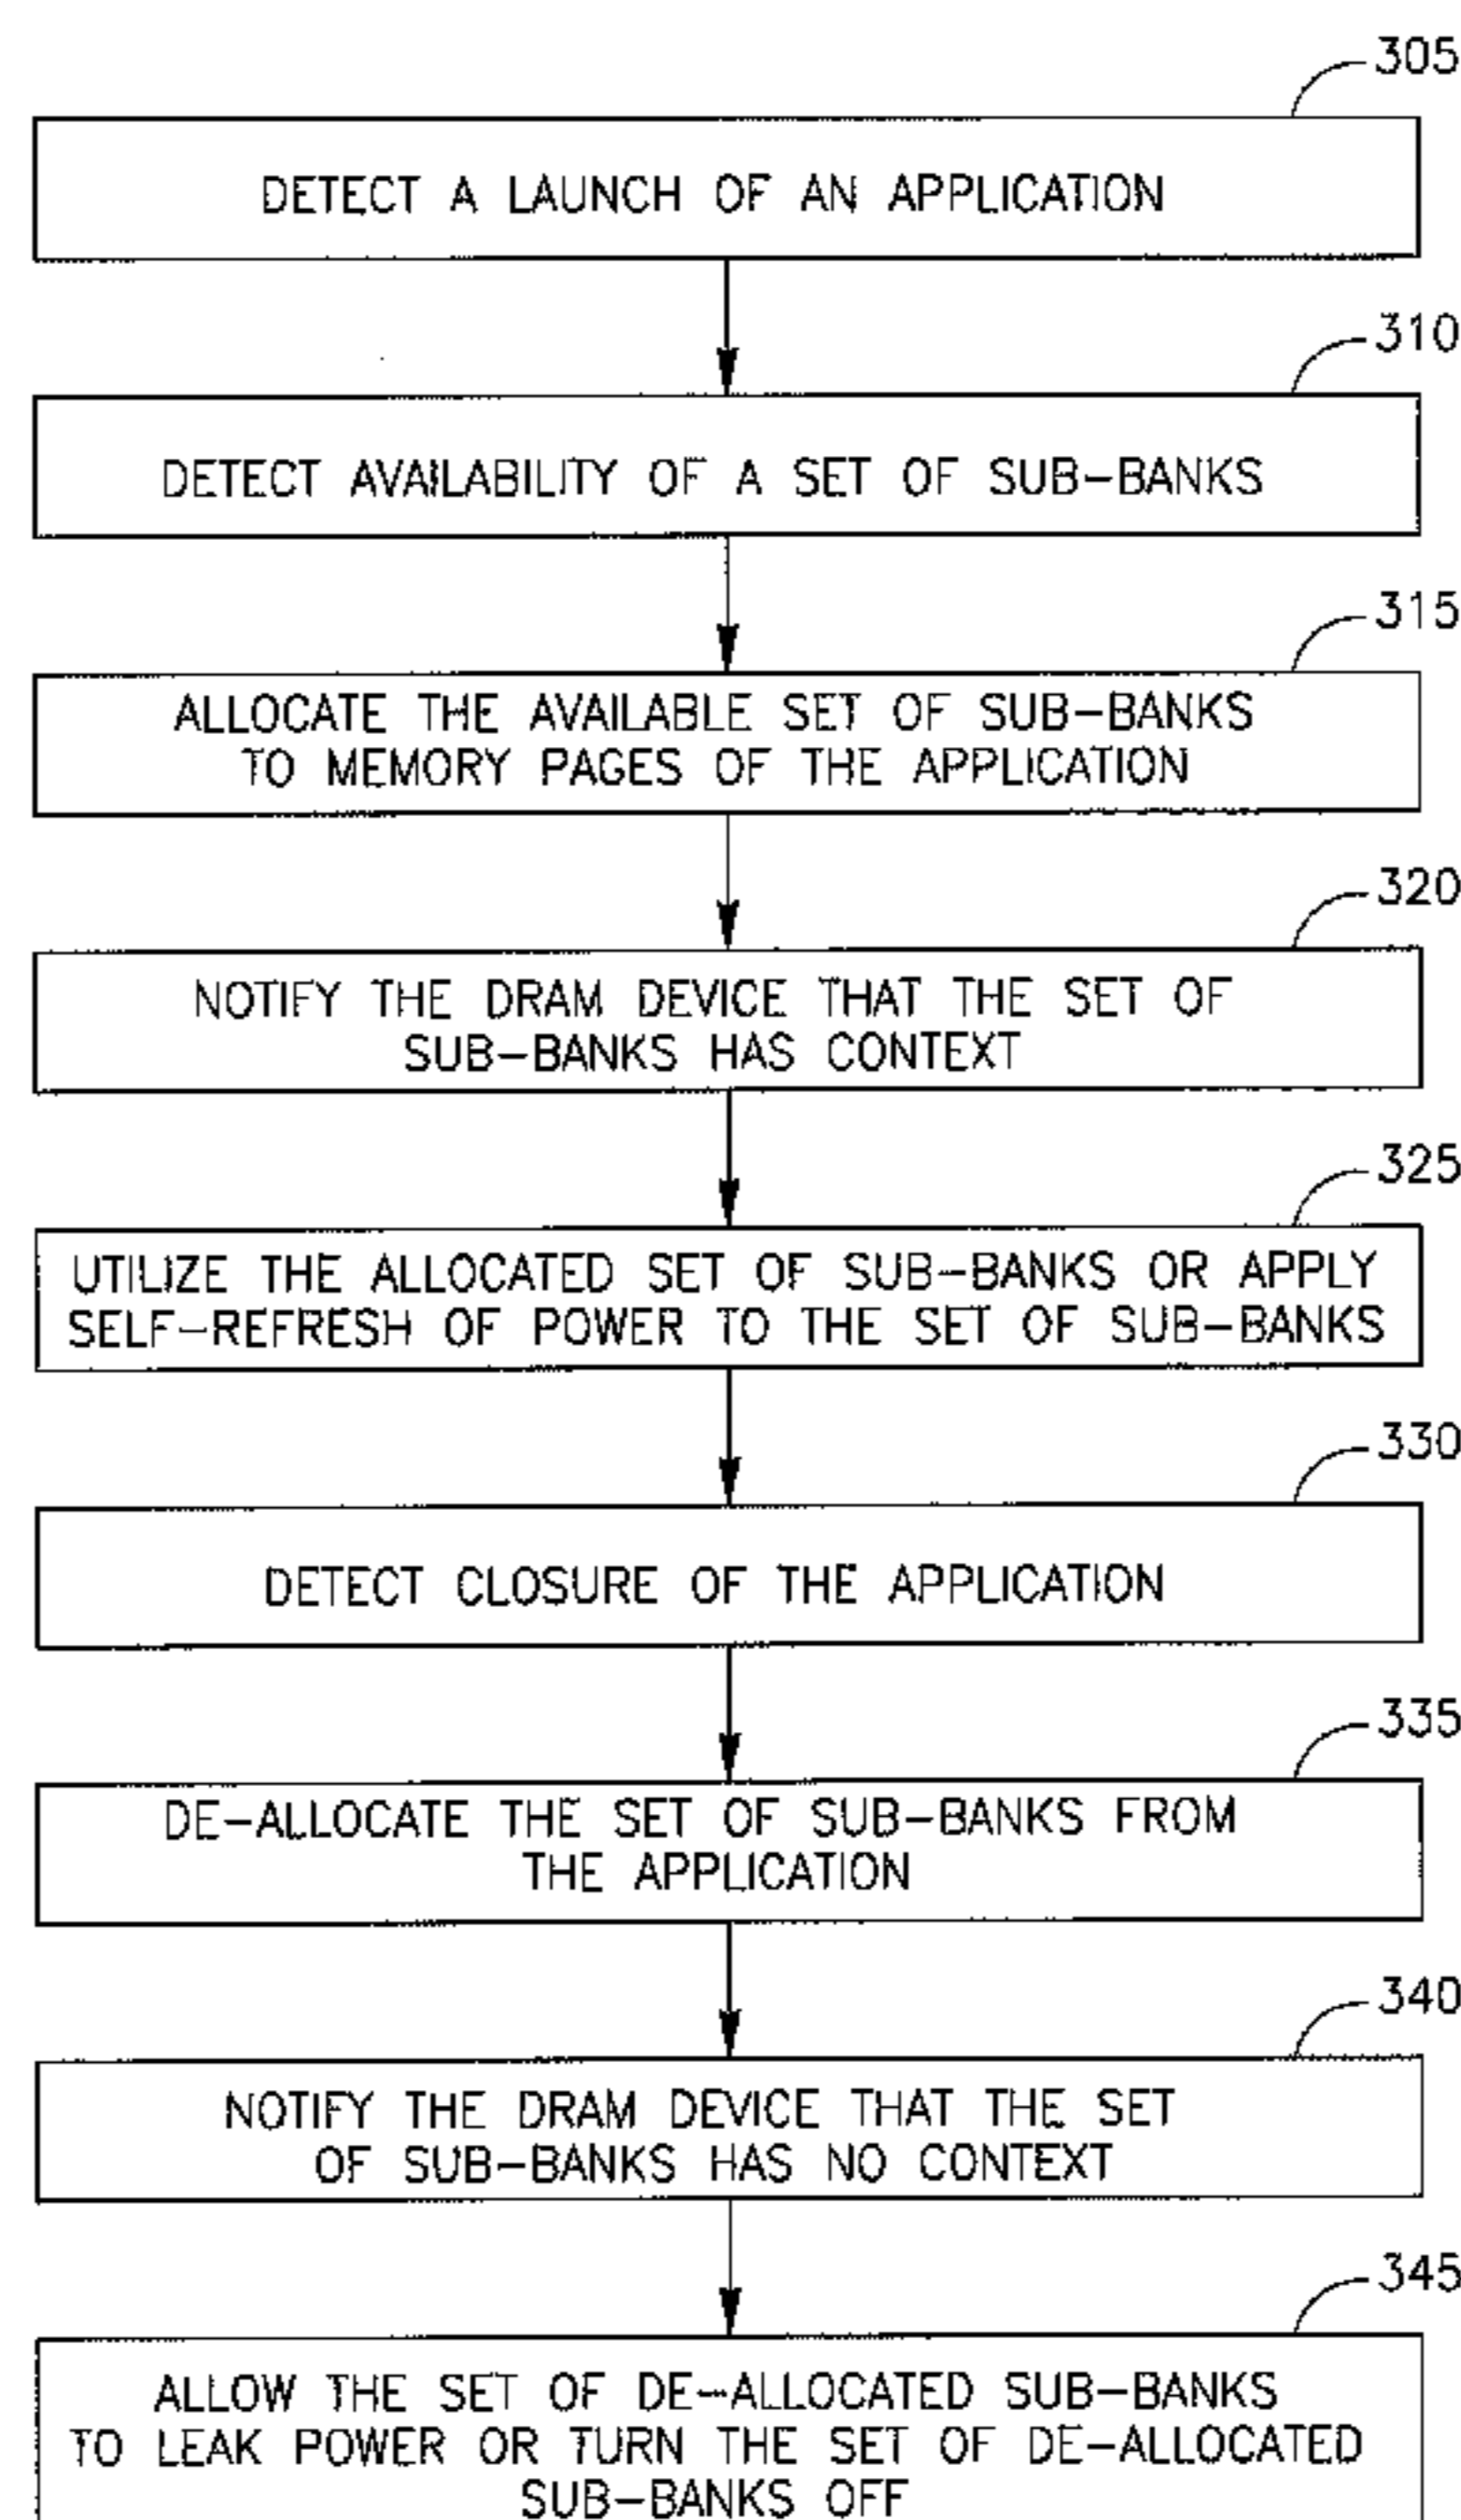 305
DETECT A LAUNCH OF AN APPLICATION
310
DETECT AVAILABILITY OF A SET OF SUB-BANKS
315
ALLOCATE THE AVAILABLE SET OF SUB-BANKS
TO MEMORY PAGES OF THE APPLICATION
320
NOTIFY THE DRAM DEVICE THAT THE SET OF
SUB-BANKS HAS CONTEXT
325
UTILIZE THE ALLOCATED SET OF SUB-BANKS OR APPLY
SELF-REFRESH OF POWER TO THE SET OF SUB-BANKS
330
DETECT CLOSURE OF THE APPLICATION
335
DE-ALLOCATE THE SET OF SUB-BANKS FROM
THE APPLICATION
340
NOTIFY THE DRAM DEVICE THAT THE SET
OF SUB-BANKS HAS NO CONTEXT
345
ALLOW THE SET OF DE-ALLOCATED SUB-BANKS
TO LEAK POWER OR TURN THE SET OF DE-ALLOCATED
SUB-BANKS OFF